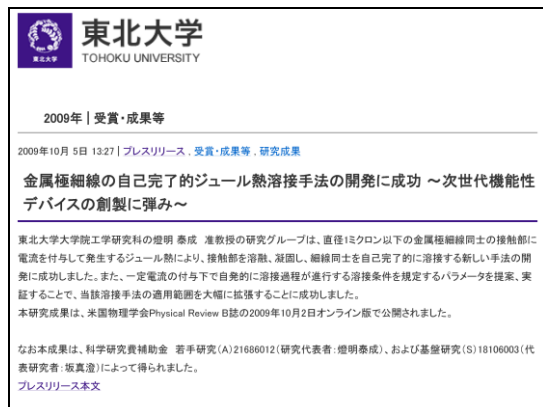 東北大学
東北大学
TOHOKU UNIVERSITY
2009年 | 受賞・成果等
2009年10月 5日 13:27 | プレスリリース , 受賞・成果等 , 研究成果
金属極細線の自己完了的ジュール熱溶接手法の開発に成功 ～次世代機能性
デバイスの創製に弾み～
東北大学大学院工学研究科の燈明 泰成 准教授の研究グループは、直径1ミクロン以下の金属極細線同士の接触部に
電流を付与して発生するジュール熱により、接触部を溶融、凝固し、細線同士を自己完了的に溶接する新しい手法の開
発に成功しました。また、一定電流の付与下で自発的に溶接過程が進行する溶接条件を規定するパラメータを提案、実
証することで、当該溶接手法の適用範囲を大幅に拡張することに成功しました。
本研究成果は、米国物理学会Physical Review B誌の2009年10月2日オンライン版で公開されました。
なお本成果は、科学研究費補助金 若手研究(A)21686012(研究代表者:燈明泰成)、および基盤研究(S)18106003(代
表研究者:坂真澄)によって得られました。
プレスリリース本文